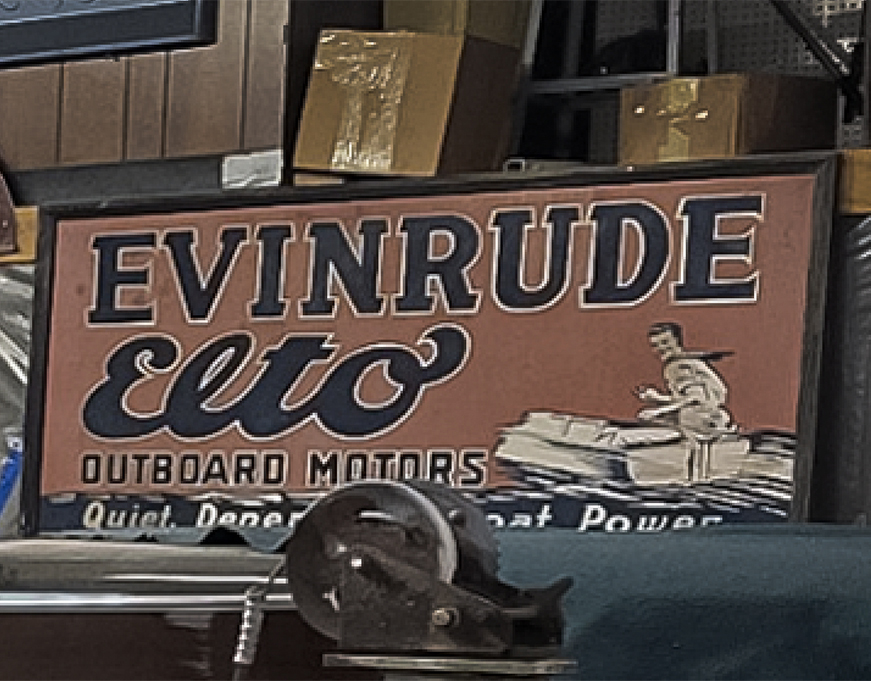 EVINRUDE
Elto
OUTBOARD MOTORS
Quiet, Power